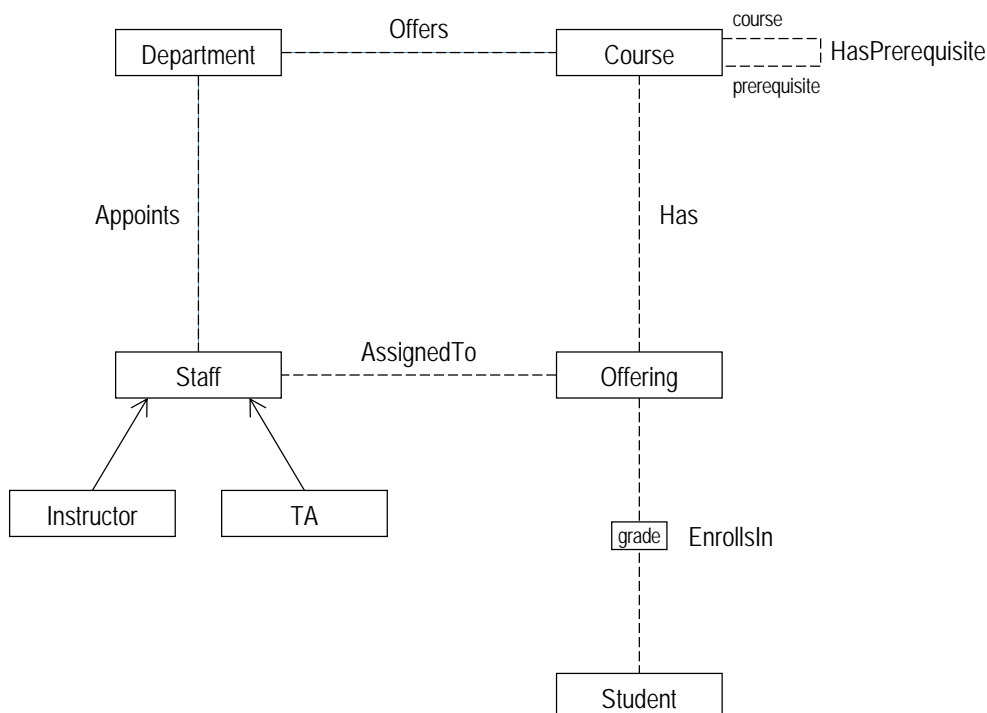 Offers
course
Department
Course
HasPrerequisite
prerequisite
Appoints
Has
AssignedTo
Staff
Offering
Instructor
TA
grade
EnrollsIn
Student